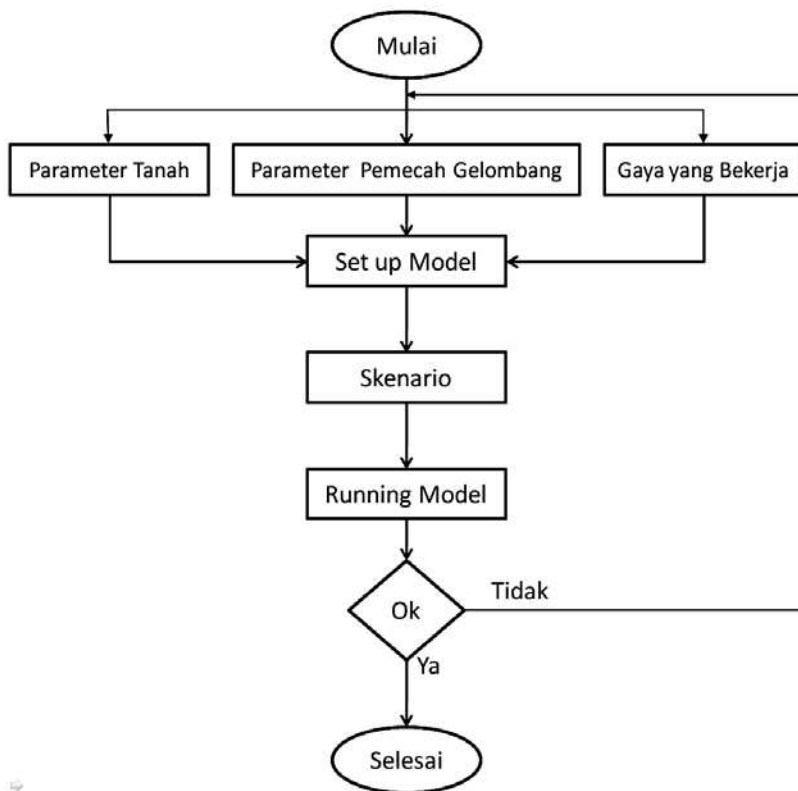 Mulai
Parameter Tanah
Parameter Pemecah Gelombang
Gaya yang Bekerja
Set up Model
Skenario
Running Model
Ok
Tidak
Ya
Selesai